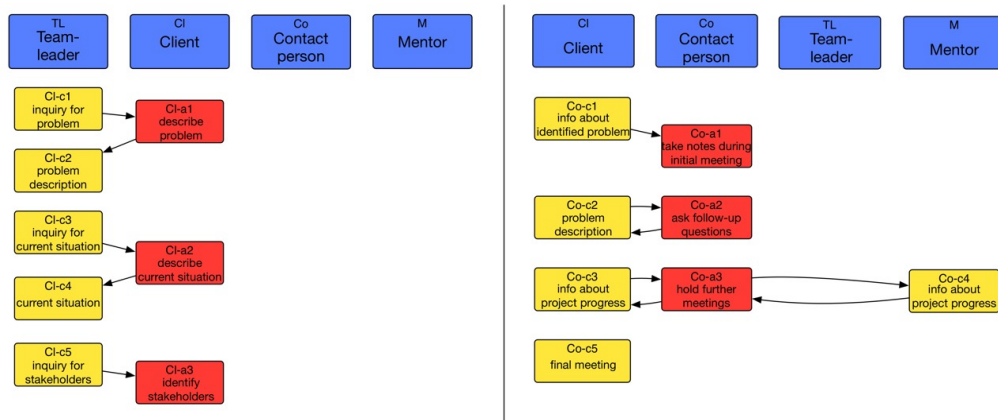 TL
Team-
leader
Cl
Client
Co
Contact
person
M
Mentor
Cl-c1
inquiry for
problem
Cl-a1
describe
problem
Cl-c2
problem
description
Cl-c3
inquiry for
current situation
Cl-a2
describe
current situation
Cl-c4
current situation
Cl-c5
inquiry for
stakeholders
Cl-a3
identify
stakeholders
Cl
Client
Co
Contact
person
TL
Team-
leader
M
Mentor
Co-c1
info about
identified problem
Co-a1
take notes during
initial meeting
Co-c2
problem
description
Co-a2
ask follow-up
questions
Co-c3
info about
project progress
Co-a3
hold further
meetings
Co-c4
info about
project progress
Co-c5
final meeting